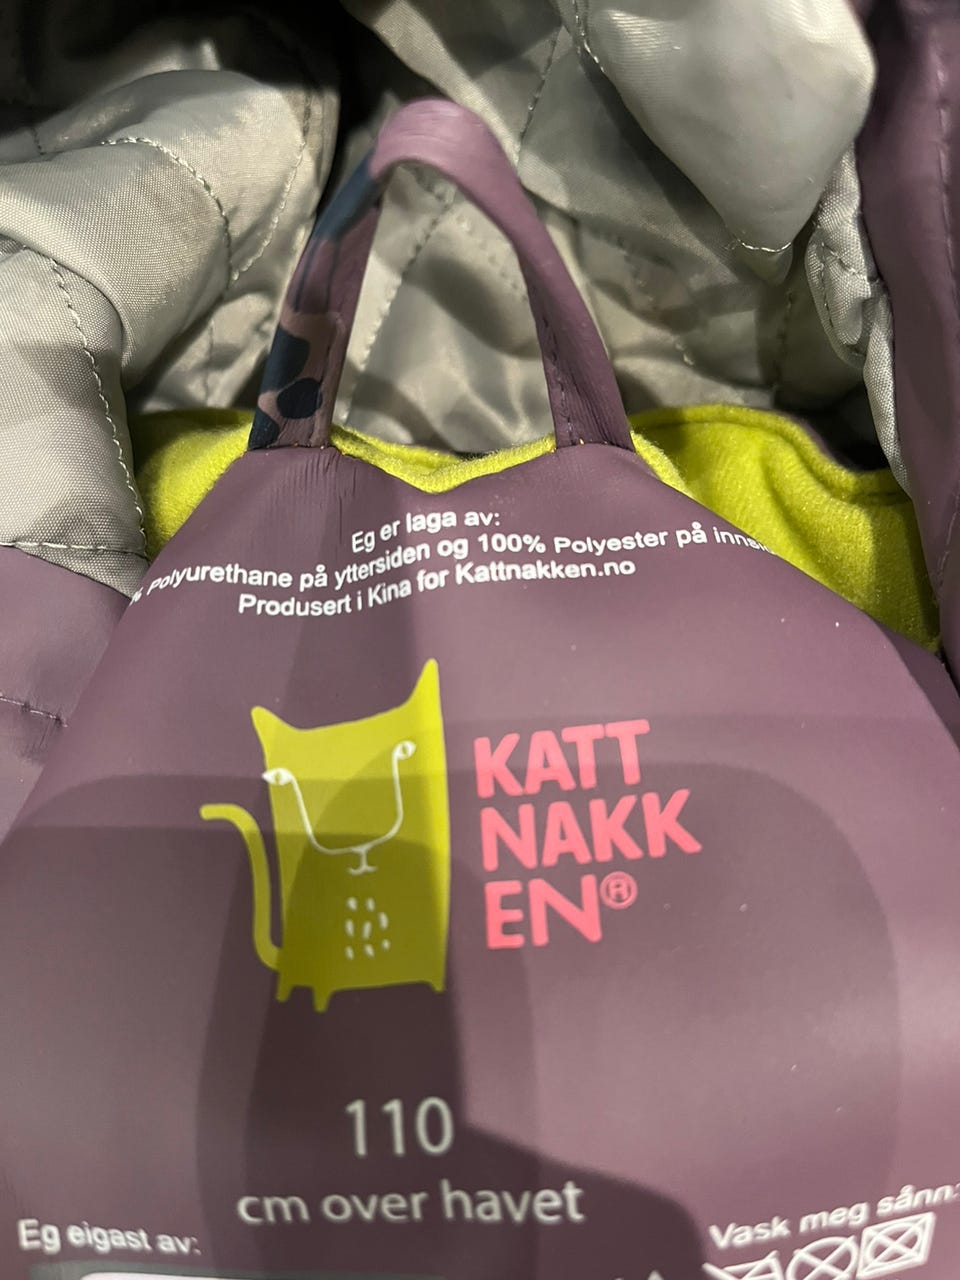 Eg er laga av:
% Polyurethane på yttersiden og 100% Polyester på
Produsert i Kina for Kattnakken.no
KATT
NAKK
EN®
110
cm over havet
Eg eigast av:
Vask meg sånn: